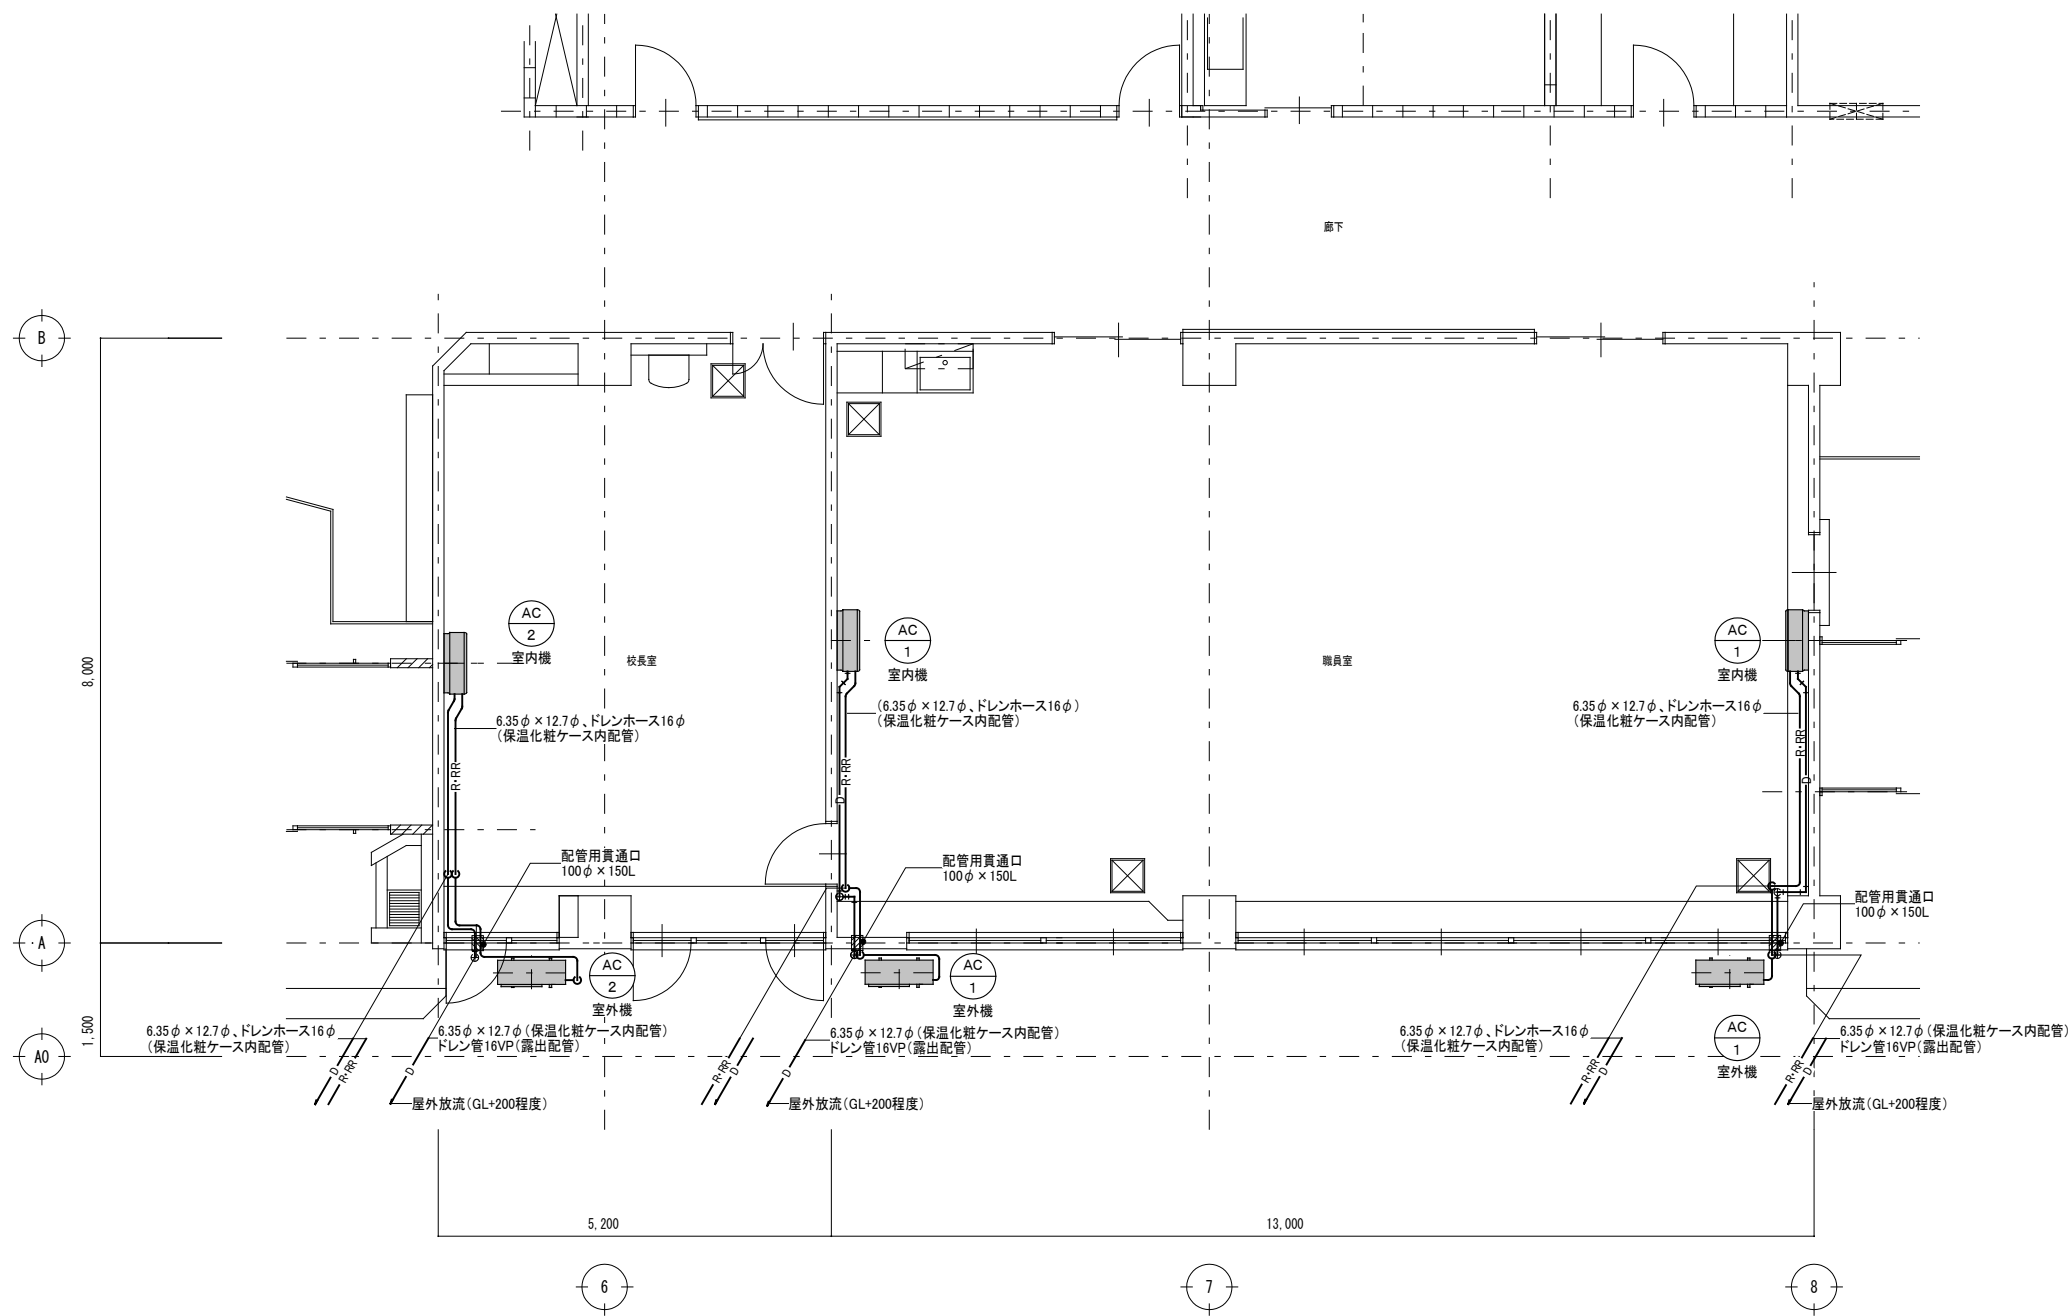 廊下
B
AC
2
室内機
校長室
AC
1
室内機
職員室
AC
1
室内機
8,000
6.35φ×12.7φ、ドレンホース16φ
(保温化粧ケース内配管)
(6.35φ×12.7φ、ドレンホース16φ)
(保温化粧ケース内配管)
6.35φ×12.7φ、ドレンホース16φ
(保温化粧ケース内配管)
R・RR
R・RR
D
R・RR
D
配管用貫通口
100φ×150L
配管用貫通口
100φ×150L
配管用貫通口
100φ×150L
A
AC
2
室外機
AC
1
室外機
AC
1
室外機
1,500
A0
6.35φ×12.7φ、ドレンホース16φ
(保温化粧ケース内配管)
6.35φ×12.7φ(保温化粧ケース内配管)
ドレン管16VP(露出配管)
6.35φ×12.7φ(保温化粧ケース内配管)
ドレン管16VP(露出配管)
6.35φ×12.7φ、ドレンホース16φ
(保温化粧ケース内配管)
6.35φ×12.7φ(保温化粧ケース内配管)
ドレン管16VP(露出配管)
D
R・RR
D
R・RR
D
D
R・RR
D
R・RR
D
屋外放流(GL+200程度)
屋外放流(GL+200程度)
屋外放流(GL+200程度)
5,200
13,000
6
7
8